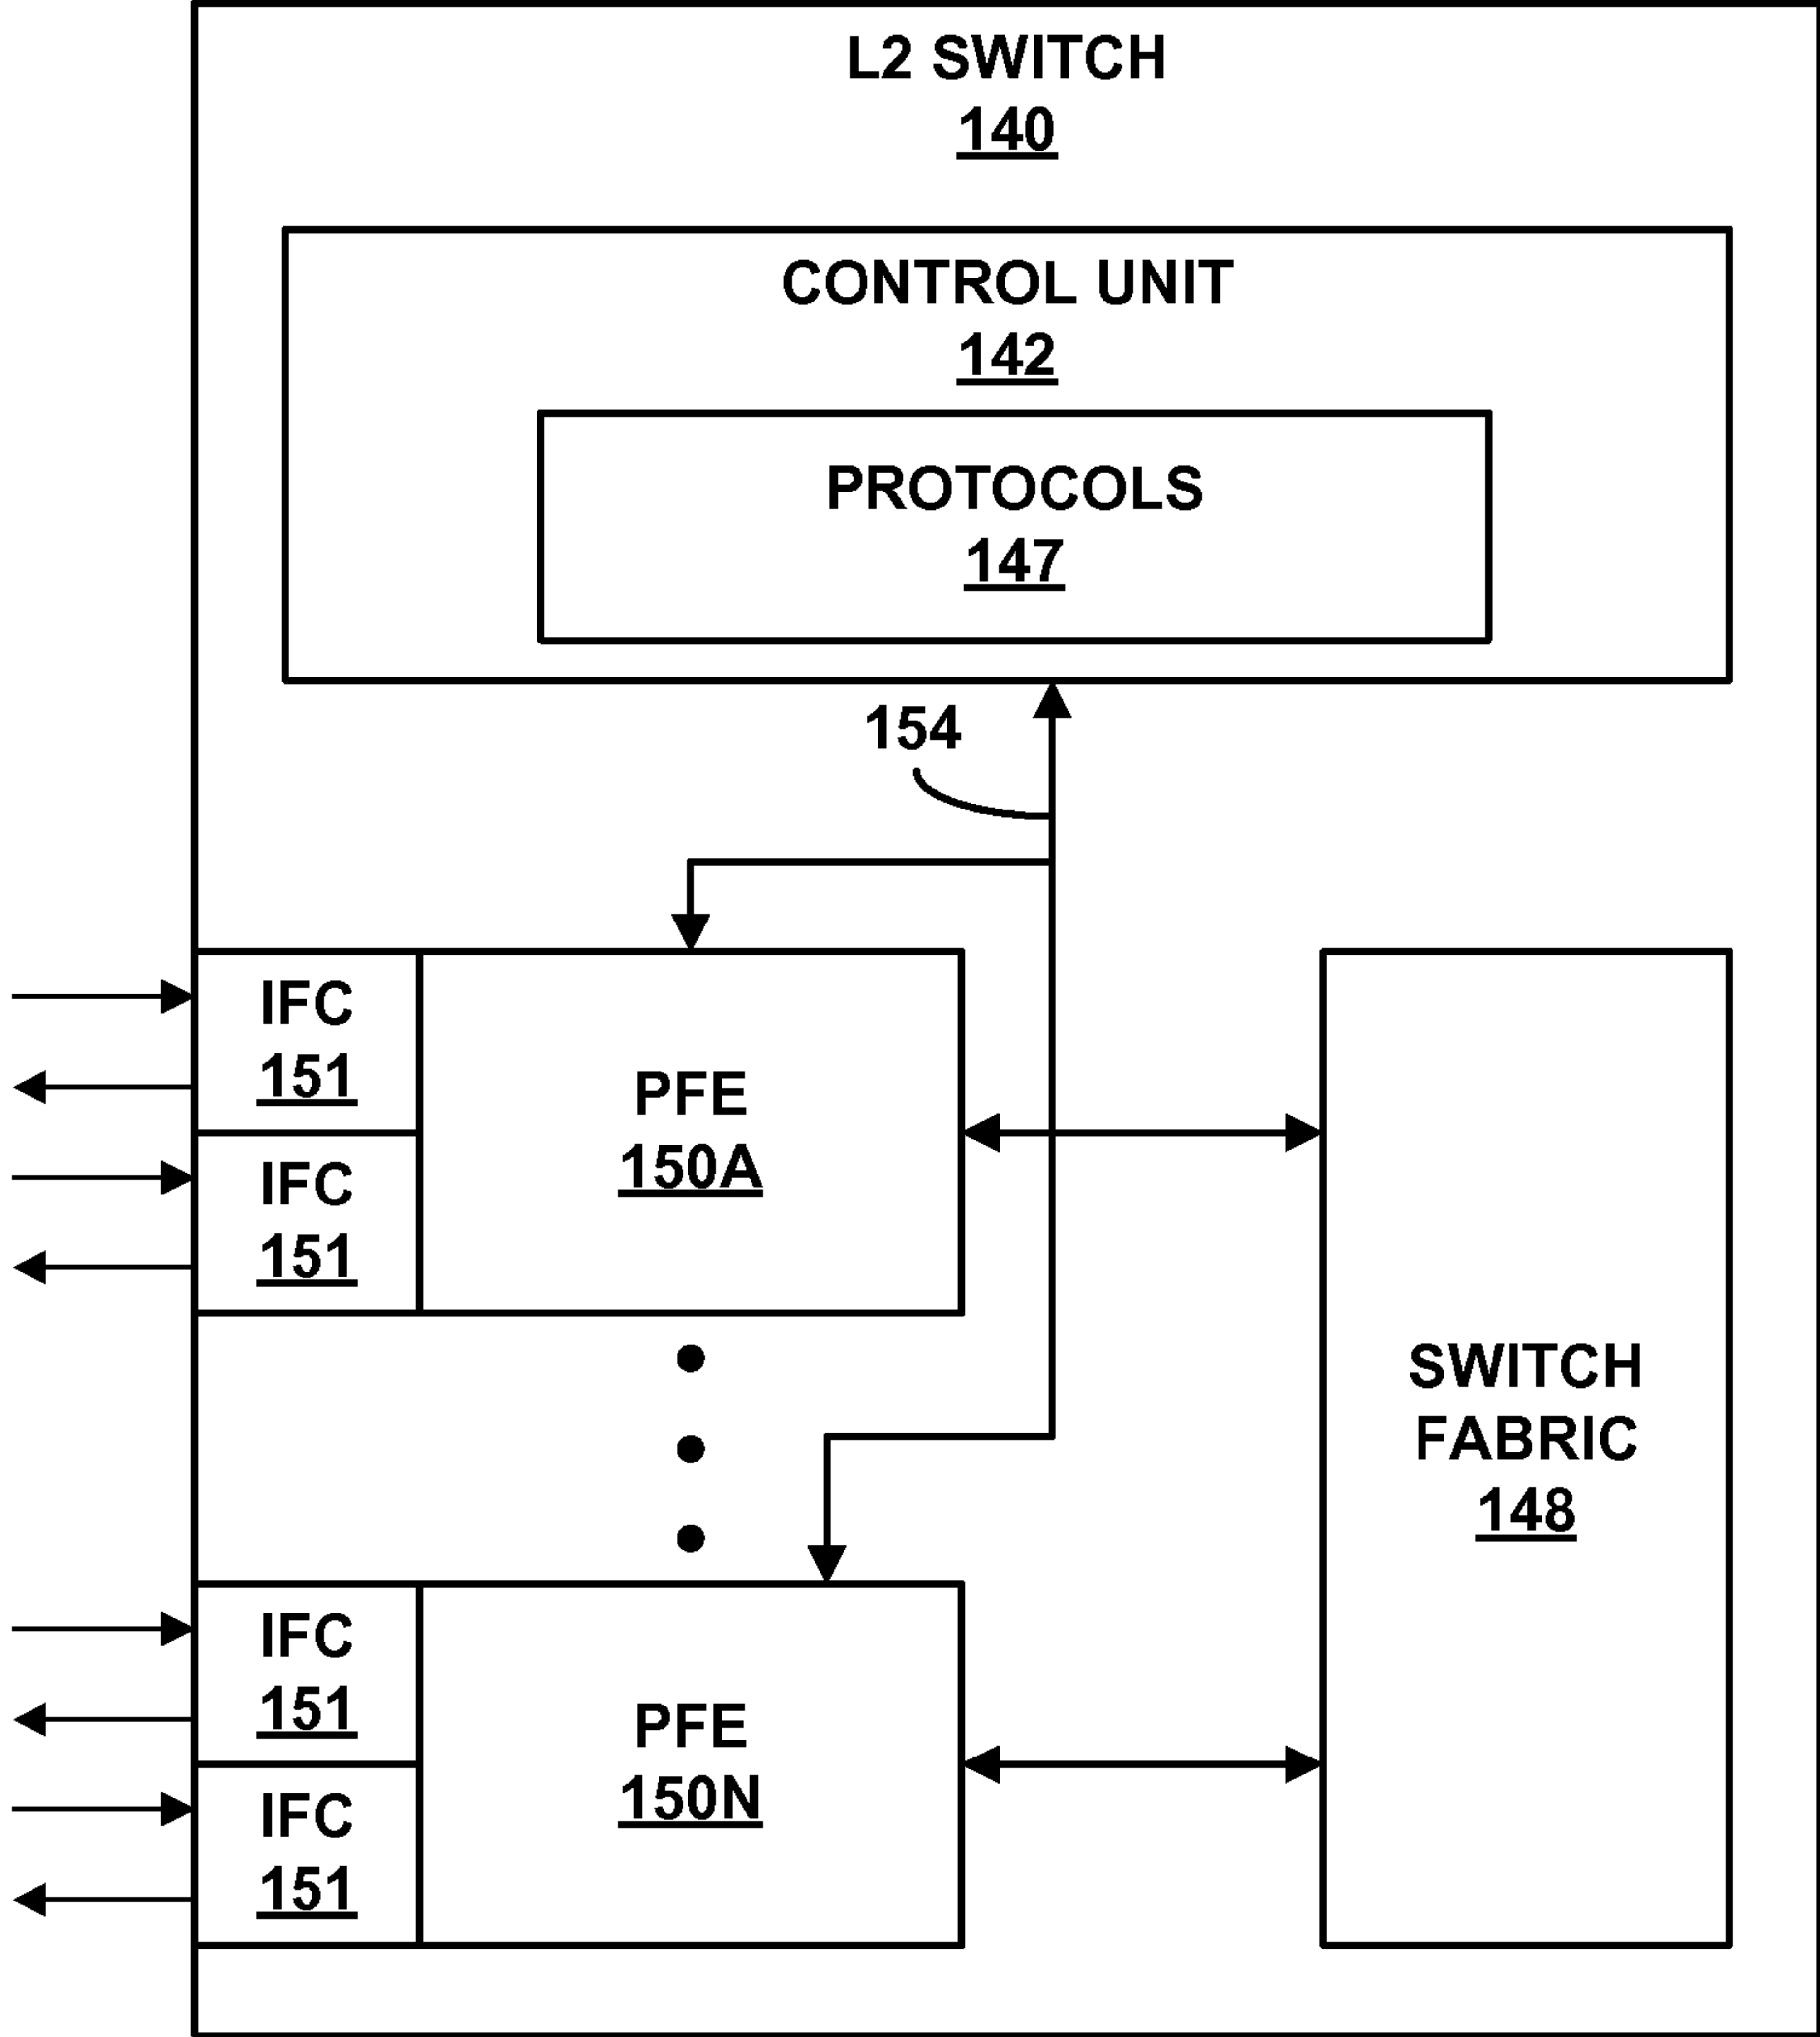 L2 SWITCH
140
CONTROL UNIT
142
PROTOCOLS
147
154
IFC
151
IFC
151
PFE
150A
SWITCH
FABRIC
148
IFC
151
IFC
151
PFE
150N